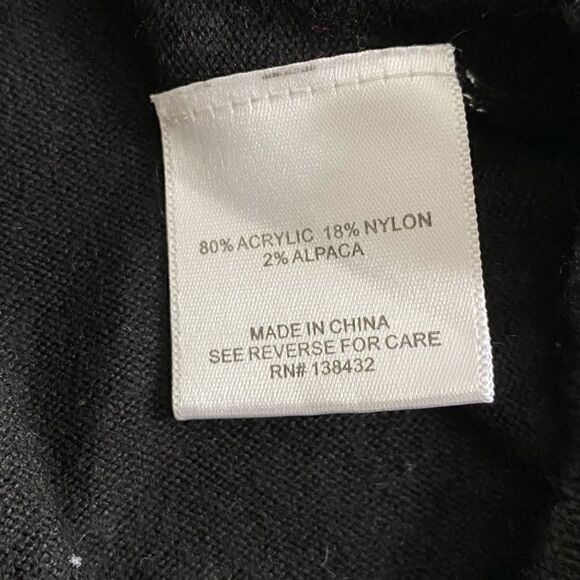 80% ACRYLIC 18% NYLON
2% ALPACA
MADE IN CHINA
SEE REVERSE FOR CARE
RN# 138432